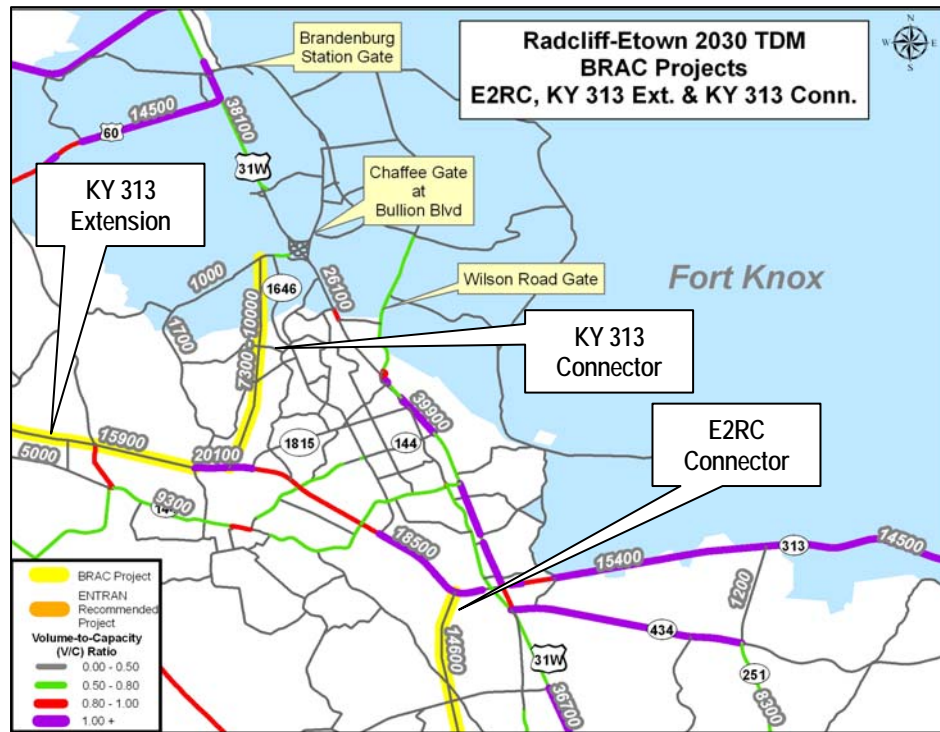 Radcliff-Etown 2030 TDM
BRAC Projects
E2RC, KY 313 Ext. & KY 313 Conn.
N
W
E
S
Brandenburg
Station Gate
14500
60
38100
31W
KY 313
Extension
Chaffee Gate
at
Bullion Blvd
1000
1646
26100
Wilson Road Gate
Fort Knox
1700
7300 - 10000
KY 313
Connector
39900
E2RC
Connector
15900
5000
20100
1815
144
9300
18500
15400
313
14500
1200
434
14600
31W
251
36700
8300
BRAC Project
ENTRAN
Recommended
Project
Volume-to-Capacity
(V/C) Ratio
0.00 - 0.50
0.50 - 0.80
0.80 - 1.00
1.00 +